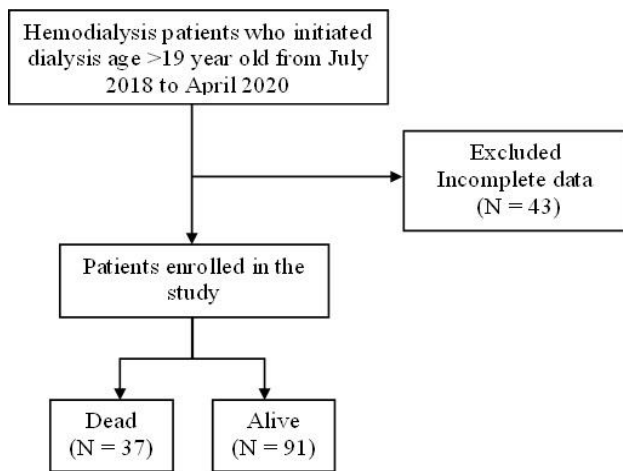 Hemodialysis patients who initiated
dialysis age >19 year old from July
2018 to April 2020
Excluded
Incomplete data
(N = 43)
Patients enrolled in the
study
Dead
(N = 37)
Alive
(N = 91)